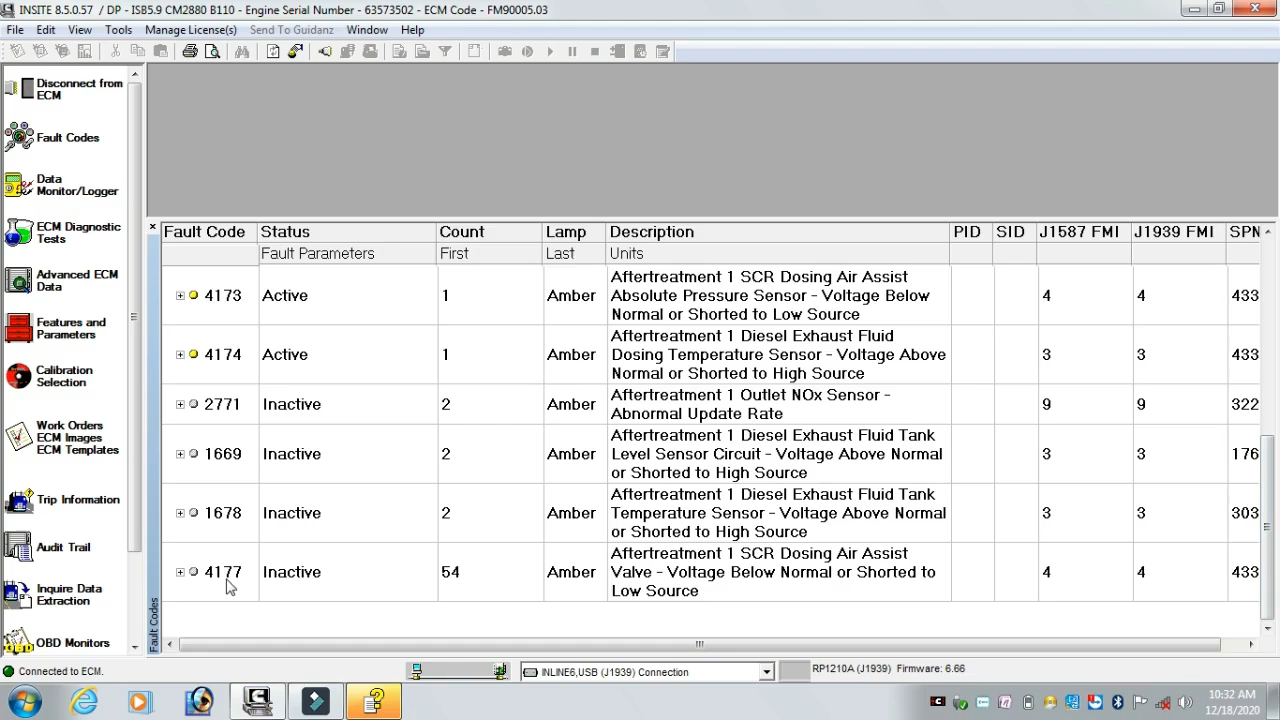 INSITE 8.5.0.57 / DP - ISB5.9 CM2880 B110 - Engine Serial Number - 63573502 - ECM Code - FM90005.03
File Edit View Tools Manage License(s) Send To Guidanz Window Help
Disconnect from
ECM
Fault Codes
Data
Monitor/Logger
ECM Diagnostic
Tests
Advanced ECM
Data
Features and
Parameters
Calibration
Selection
Work Orders
ECM Images
ECM Templates
Trip Information
Audit Trail
Inquire Data
Extraction
OBD Monitors
Fault Codes
Fault Code Status Count Lamp Description PID SID J1587 FMI J1939 FMI SPN
Fault Parameters First Last Units
Aftertreatment 1 SCR Dosing Air Assist
4173 Active 1 Amber Absolute Pressure Sensor - Voltage Below 4 4 433
Normal or Shorted to Low Source
Aftertreatment 1 Diesel Exhaust Fluid
4174 Active 1 Amber Dosing Temperature Sensor - Voltage Above 3 3 433
Normal or Shorted to High Source
2771 Inactive 2 Amber Aftertreatment 1 Outlet NOx Sensor - 9 9 322
Abnormal Update Rate
Aftertreatment 1 Diesel Exhaust Fluid Tank
1669 Inactive 2 Amber Level Sensor Circuit - Voltage Above Normal 3 3 176
or Shorted to High Source
Aftertreatment 1 Diesel Exhaust Fluid Tank
1678 Inactive 2 Amber Temperature Sensor - Voltage Above Normal 3 3 303
or Shorted to High Source
Aftertreatment 1 SCR Dosing Air Assist
4177 Inactive 54 Amber Valve - Voltage Below Normal or Shorted to 4 4 433
Low Source
Connected to ECM. INLINE6,USB (J1939) Connection RP1210A (J1939) Firmware: 6.66
10:32 AM
12/18/2020